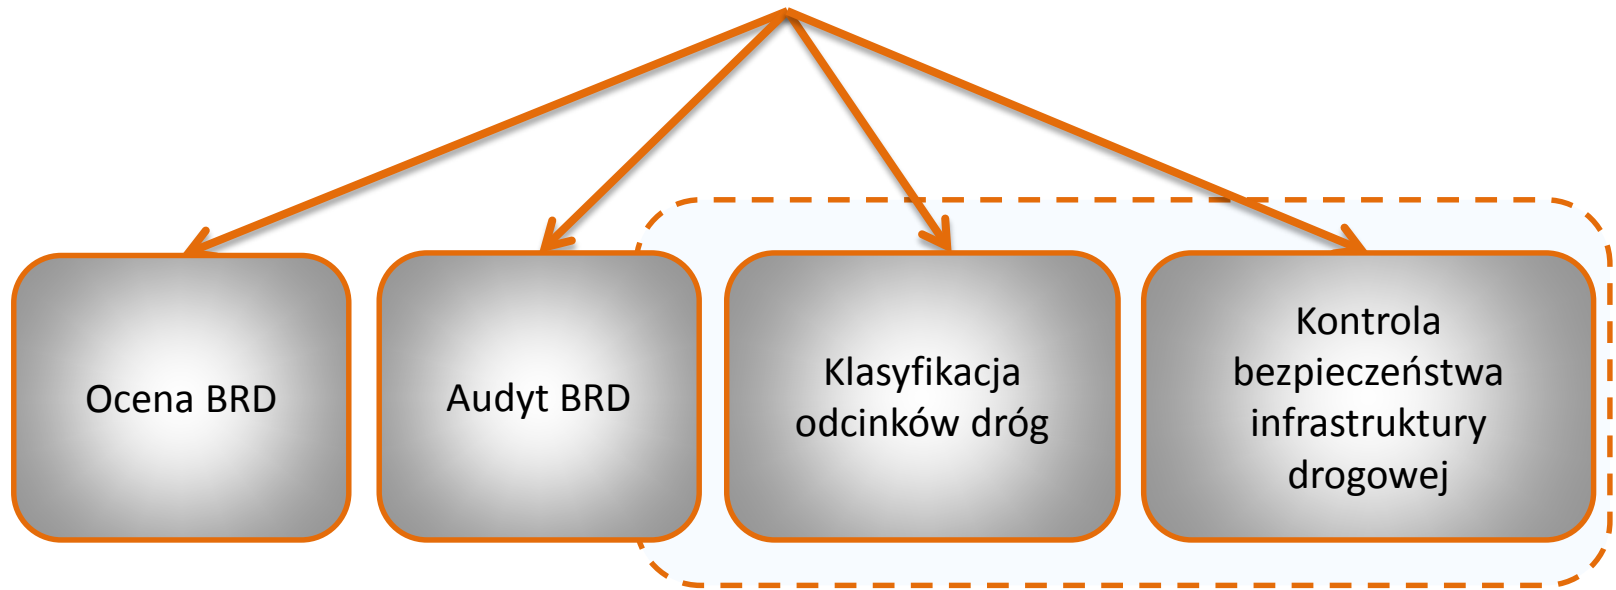 Ocena BRD
Audyt BRD
Klasyfikacja
odcinków dróg
Kontrola
bezpieczeństwa
infrastruktury
drogowej